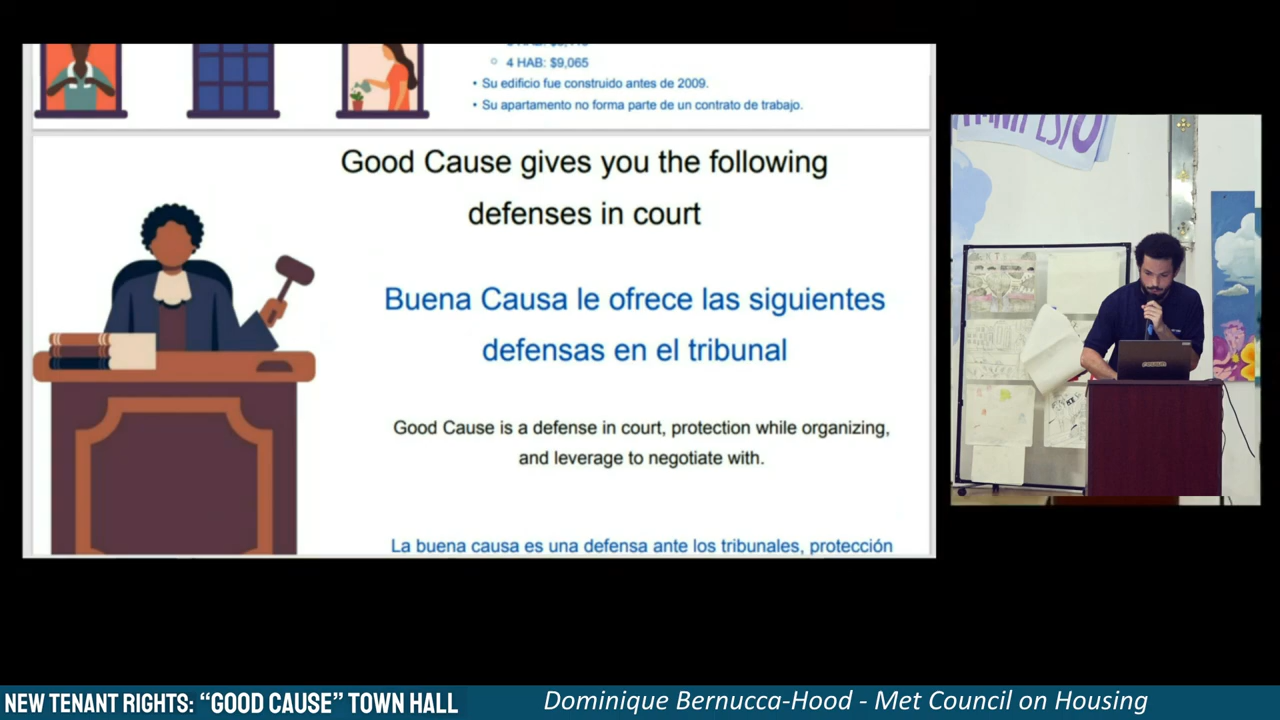 4 HAB: $9,065
• Su edificio fue construido antes de 2009.
• Su apartamento no forma parte de un contrato de trabajo.
Good Cause gives you the following
defenses in court
Buena Causa le ofrece las siguientes
defensas en el tribunal
Good Cause is a defense in court, protection while organizing,
and leverage to negotiate with.
La buena causa es una defensa ante los tribunales, protección
NEW TENANT RIGHTS: “GOOD CAUSE” TOWN HALL
Dominique Bernucca-Hood - Met Council on Housing